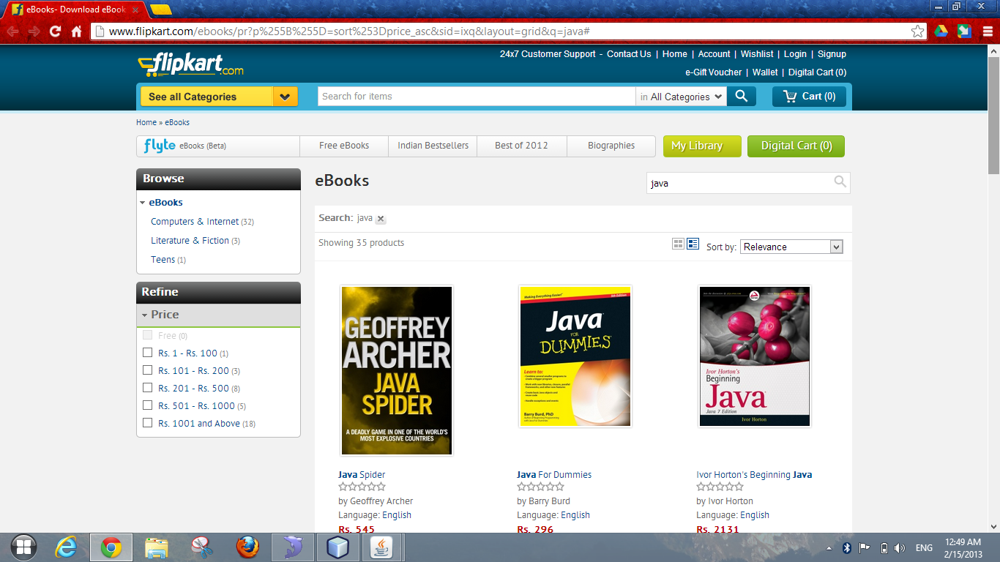 eBooks- Download eBook
www.flipkart.com/ebooks/pr?p%255B%255D=sort%253Dprice_asc&sid=ixq&layout=grid&q=java#
flipkart.com
24x7 Customer Support - Contact Us | Home | Account | Wishlist | Login | Signup
e-Gift Voucher | Wallet | Digital Cart (0)
See all Categories
Search for items
in All Categories
Cart (0)
Home » eBooks
flyte eBooks (Beta)
Free eBooks
Indian Bestsellers
Best of 2012
Biographies
My Library
Digital Cart (0)
Browse
eBooks
Computers & Internet (32)
Literature & Fiction (3)
Teens (1)
Refine
Price
Free (0)
Rs. 1 - Rs. 100 (1)
Rs. 101 - Rs. 200 (3)
Rs. 201 - Rs. 500 (8)
Rs. 501 - Rs. 1000 (5)
Rs. 1001 and Above (18)
eBooks
java
Search: java
Showing 35 products
Sort by: Relevance
GEOFFREY
ARCHER
JAVA
SPIDER
A DEADLY GAME IN ONE OF THE WORLD'S
MOST EXPLOSIVE COUNTRIES
Java Spider
by Geoffrey Archer
Language: English
Rs. 545
Making Everything Easier!
5th Edition
Java
FOR
DUMMIES
Learn to:
Barry Burd, PhD
Java For Dummies
by Barry Burd
Language: English
Rs. 296
Ivor Horton's
Beginning
Java
Java 7 Edition
Ivor Horton
Ivor Horton's Beginning Java
by Ivor Horton
Language: English
Rs. 2131
ENG
12:49 AM
2/15/2013